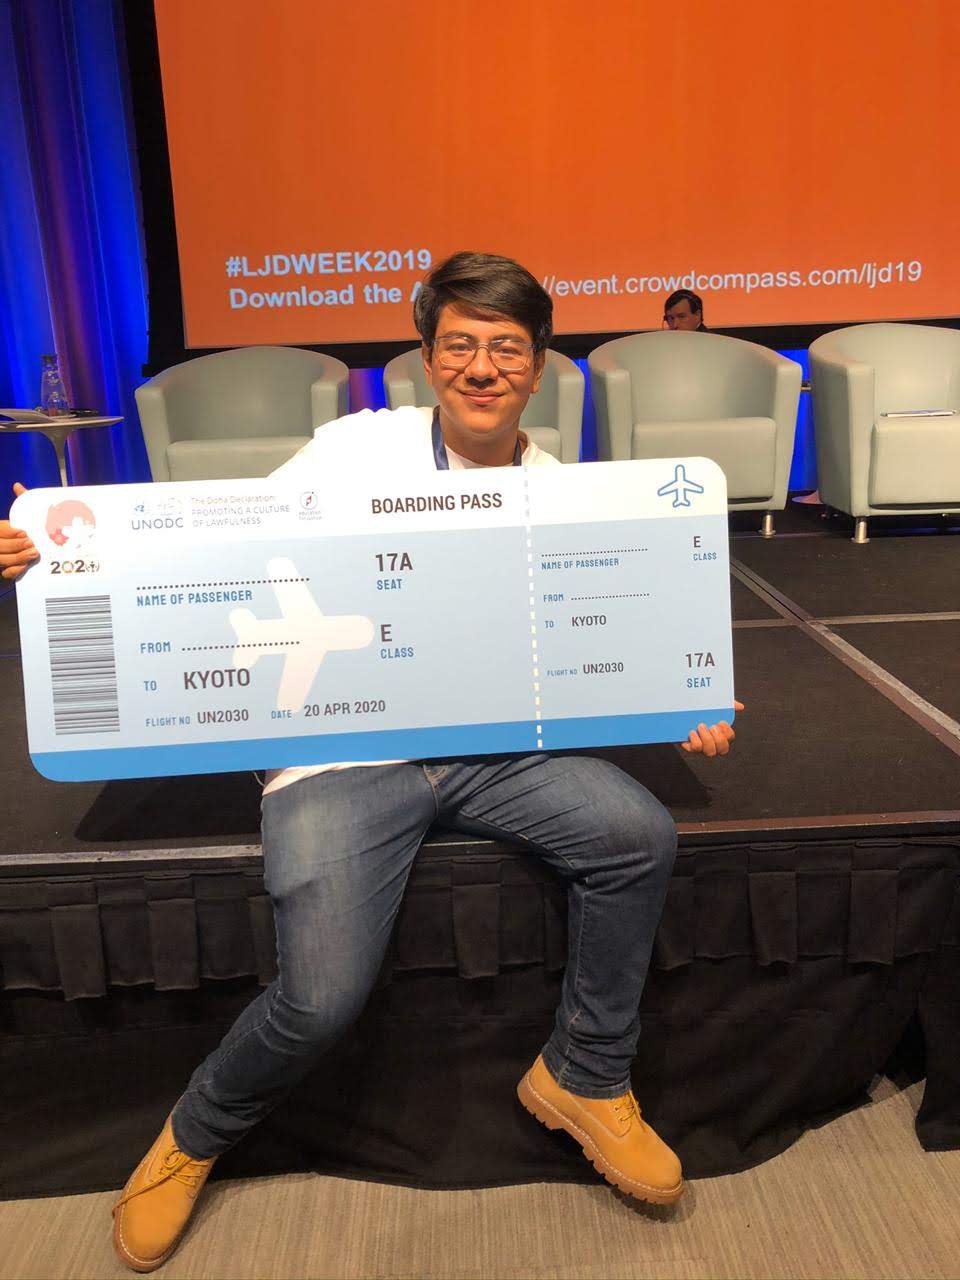 #LJDWEEK2019
Download the
//event.crowdcompass.com/ljd19
202
UNODC
The Doha Declaration:
PROMOTING A CULTURE
OF LAWFULNESS
BOARDING PASS
NAME OF PASSENGER
17A
SEAT
FROM
E
CLASS
TO KYOTO
FLIGHT NO UN2030 DATE 20 APR 2020
NAME OF PASSENGER
E
CLASS
FROM
TO KYOTO
FLIGHT NO UN2030
17A
SEAT